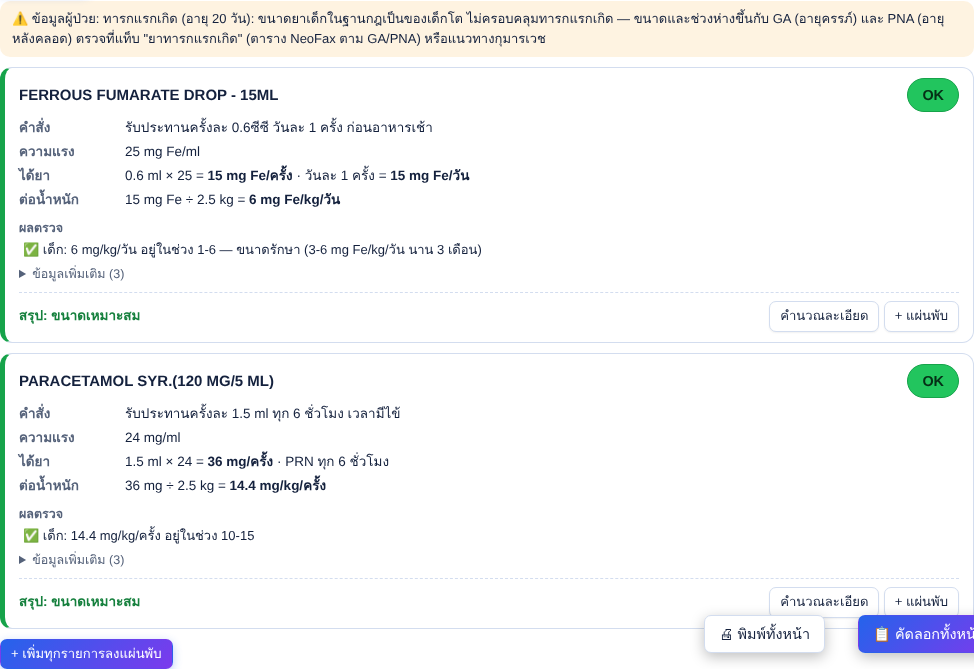 ⚠️ ข้อมูลผู้ป่วย: ทารกแรกเกิด (อายุ 20 วัน): ขนาดยาเด็กในฐานกฎเป็นของเด็กโต ไม่ครอบคลุมทารกแรกเกิด — ขนาดและช่วงห่างขึ้นกับ GA (อายุครรภ์) และ PNA (อายุ
หลังคลอด) ตรวจที่แท็บ "ยาทารกแรกเกิด" (ตาราง NeoFax ตาม GA/PNA) หรือแนวทางกุมารเวช
FERROUS FUMARATE DROP - 15ML
OK
คำสั่ง รับประทานครั้งละ 0.6ซีซี วันละ 1 ครั้ง ก่อนอาหารเช้า
ความแรง 25 mg Fe/ml
ได้ยา 0.6 ml × 25 = 15 mg Fe/ครั้ง · วันละ 1 ครั้ง = 15 mg Fe/วัน
ต่อน้ำหนัก 15 mg Fe ÷ 2.5 kg = 6 mg Fe/kg/วัน
ผลตรวจ
✅ เด็ก: 6 mg/kg/วัน อยู่ในช่วง 1-6 — ขนาดรักษา (3-6 mg Fe/kg/วัน นาน 3 เดือน)
▶ ข้อมูลเพิ่มเติม (3)
สรุป: ขนาดเหมาะสม คำนวณละเอียด + แผ่นพับ
PARACETAMOL SYR.(120 MG/5 ML)
OK
คำสั่ง รับประทานครั้งละ 1.5 ml ทุก 6 ชั่วโมง เวลามีไข้
ความแรง 24 mg/ml
ได้ยา 1.5 ml × 24 = 36 mg/ครั้ง · PRN ทุก 6 ชั่วโมง
ต่อน้ำหนัก 36 mg ÷ 2.5 kg = 14.4 mg/kg/ครั้ง
ผลตรวจ
✅ เด็ก: 14.4 mg/kg/ครั้ง อยู่ในช่วง 10-15
▶ ข้อมูลเพิ่มเติม (3)
สรุป: ขนาดเหมาะสม คำนวณละเอียด + แผ่นพับ
🖨 พิมพ์ทั้งหน้า 📋 คัดลอกทั้งหน้
+ เพิ่มทุกรายการลงแผ่นพับ